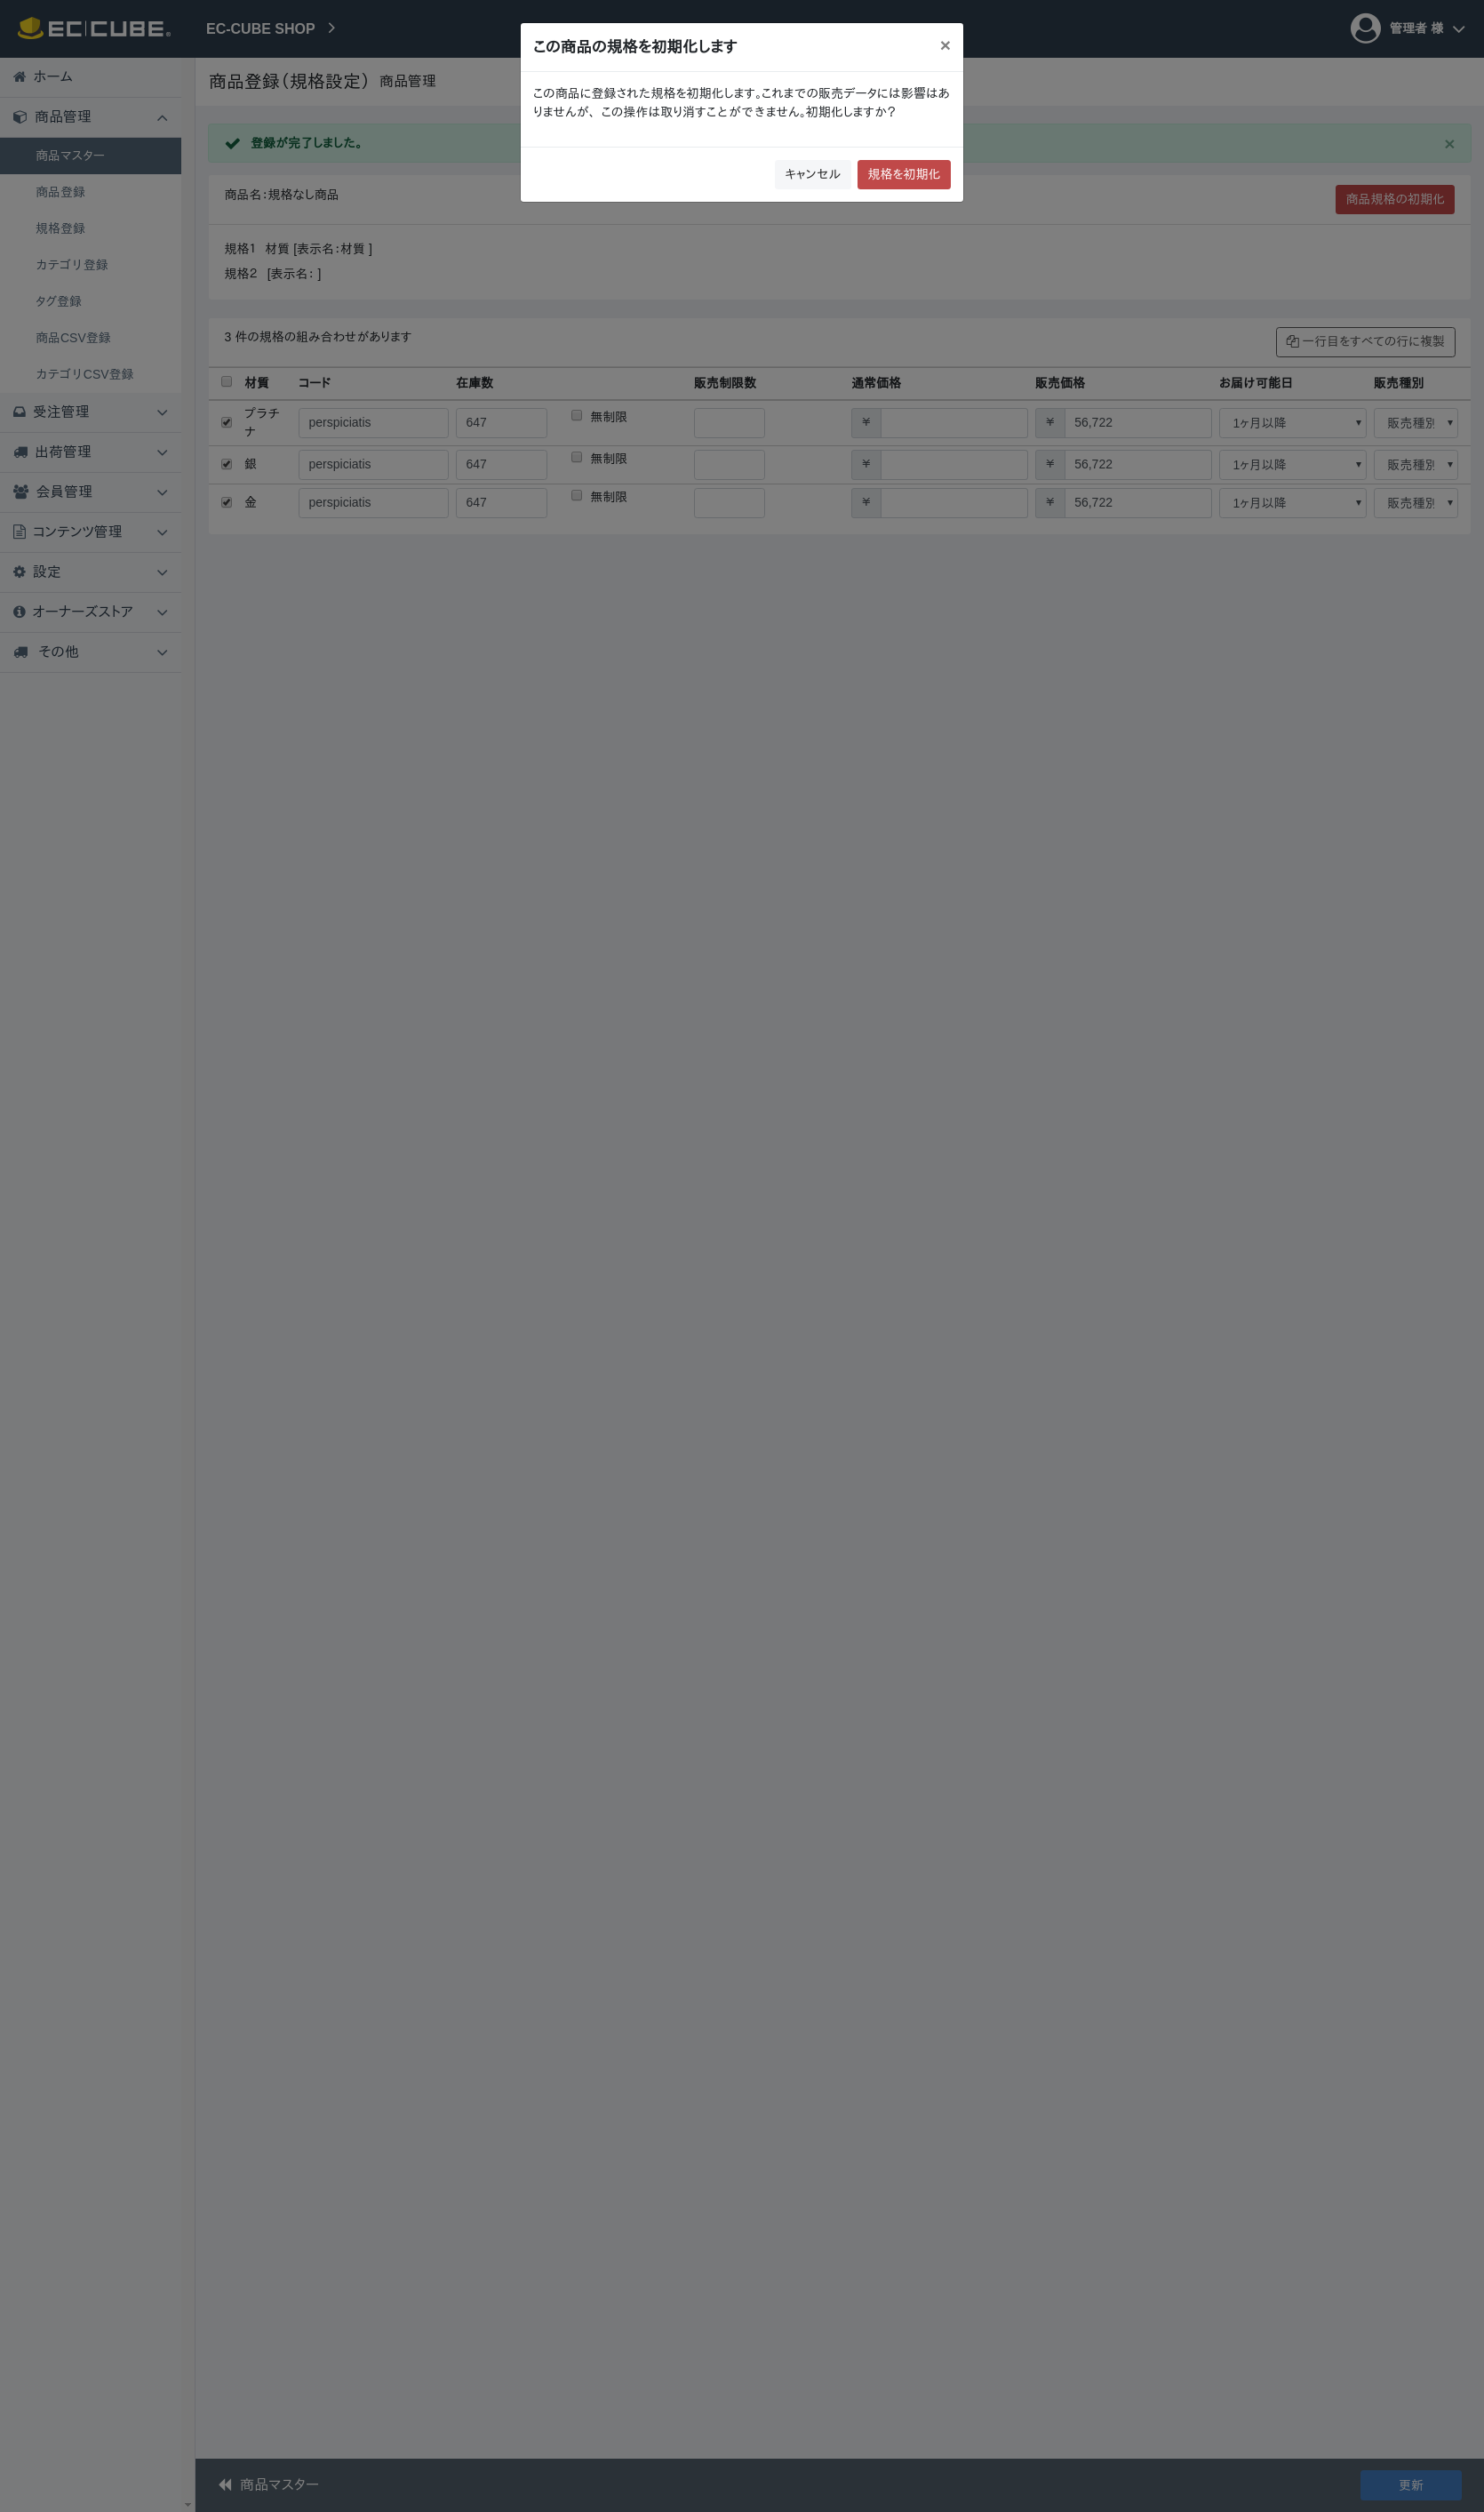 EC CUBE®
EC-CUBE SHOP
管理者 様
この商品の規格を初期化します
×
この商品に登録された規格を初期化します。これまでの販売データには影響はあ
りませんが、この操作は取り消すことができません。初期化しますか？
キャンセル
規格を初期化
ホーム
商品管理
商品マスター
商品登録
規格登録
カテゴリ登録
タグ登録
商品CSV登録
カテゴリCSV登録
受注管理
出荷管理
会員管理
コンテンツ管理
設定
オーナーズストア
その他
商品登録（規格設定） 商品管理
登録が完了しました。
×
商品名：規格なし商品
商品規格の初期化
規格1 材質 [表示名：材質 ]
規格2 [表示名： ]
3 件の規格の組み合わせがあります
一行目をすべての行に複製
材質 コード 在庫数 販売制限数 通常価格 販売価格 お届け可能日 販売種別
プラチ
ナ perspiciatis 647 無制限 ¥ ¥ 56,722 1ヶ月以降 販売種別
銀 perspiciatis 647 無制限 ¥ ¥ 56,722 1ヶ月以降 販売種別
金 perspiciatis 647 無制限 ¥ ¥ 56,722 1ヶ月以降 販売種別
商品マスター
更新